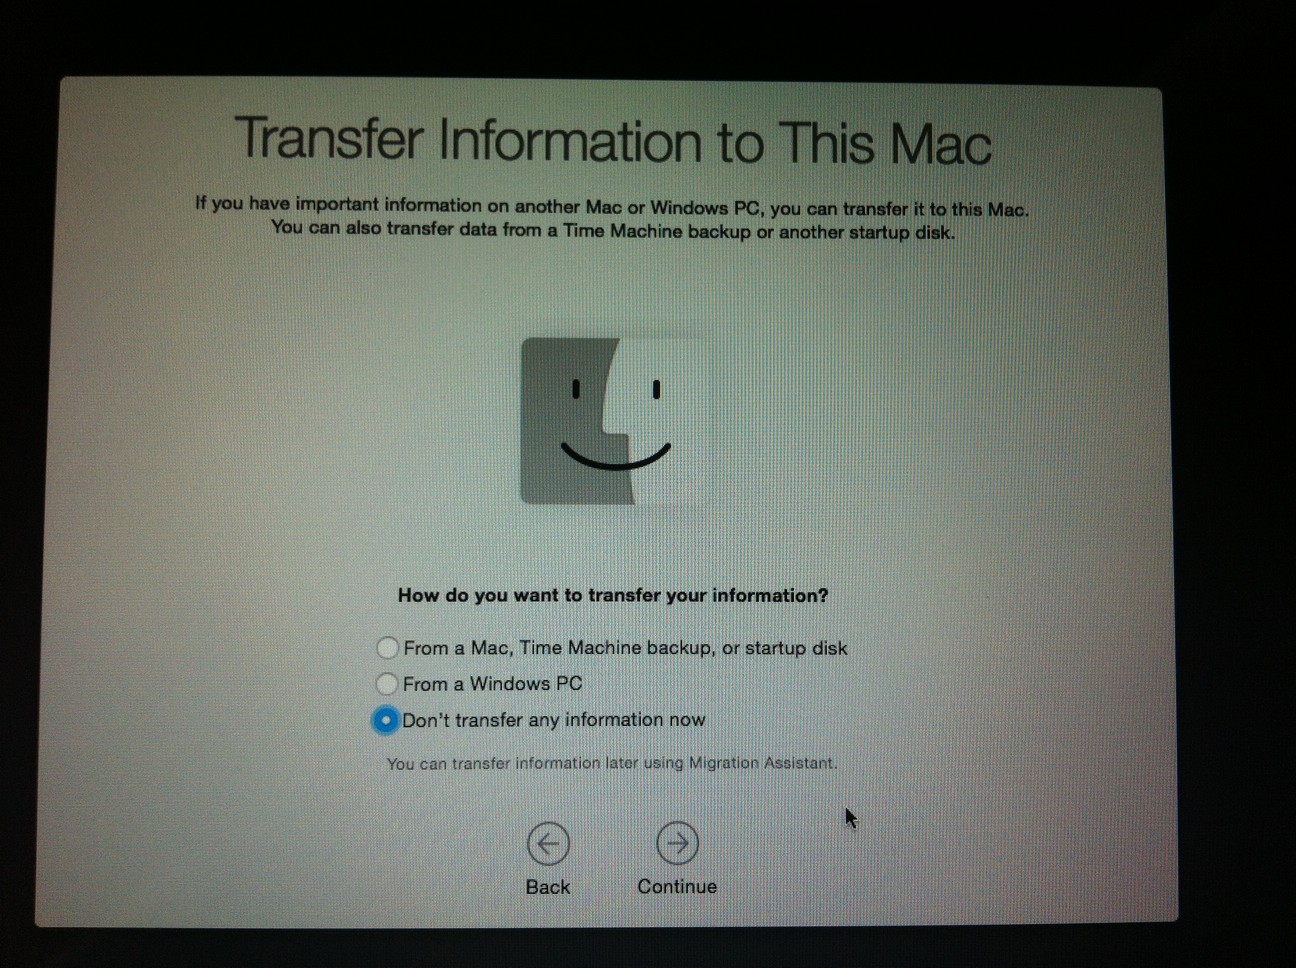 Transfer Information to This Mac
If you have important information on another Mac or Windows PC, you can transfer it to this Mac.
You can also transfer data from a Time Machine backup or another startup disk.
How do you want to transfer your information?
From a Mac, Time Machine backup, or startup disk
From a Windows PC
Don't transfer any information now
You can transfer information later using Migration Assistant.
Back Continue